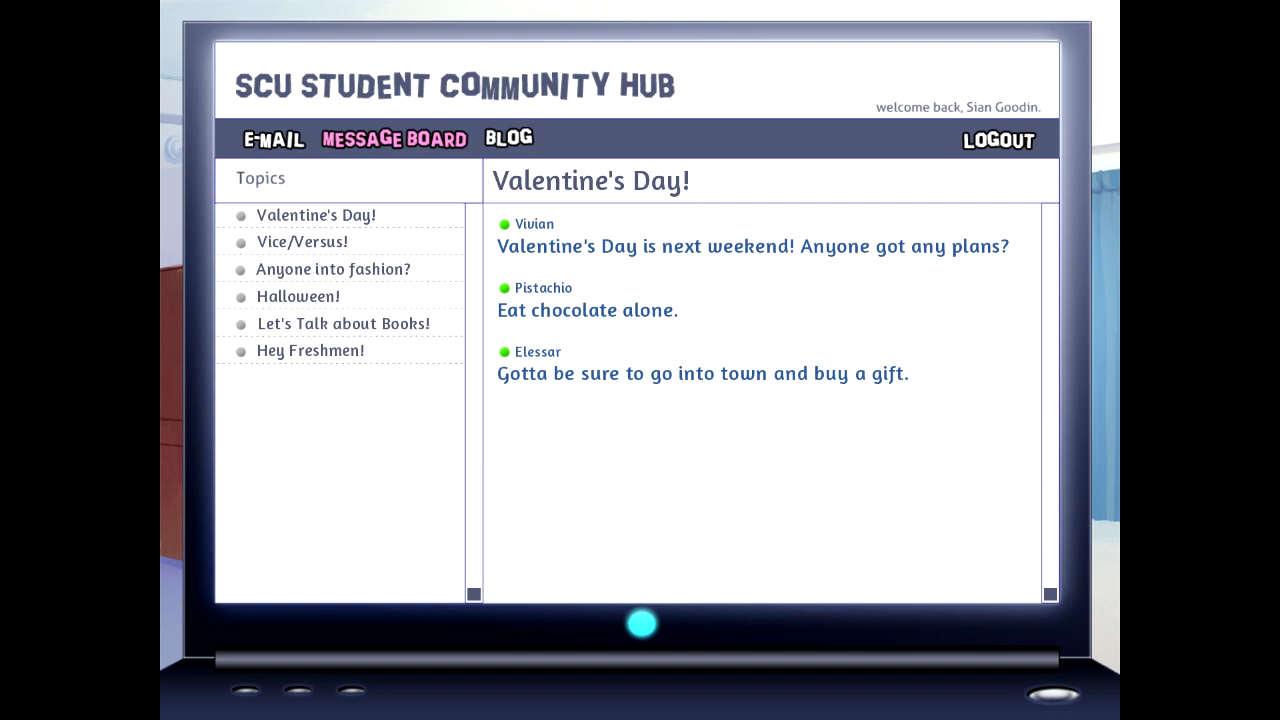 SCU STUDENT COMMUNITY HUB
welcome back, Sian Goodin.
E-MAIL MESSAGE BOARD BLOG LOGOUT
Topics
Valentine's Day!
Vice/Versus!
Anyone into fashion?
Halloween!
Let's Talk about Books!
Hey Freshmen!
Valentine's Day!
Vivian
Valentine's Day is next weekend! Anyone got any plans?
Pistachio
Eat chocolate alone.
Elessar
Gotta be sure to go into town and buy a gift.